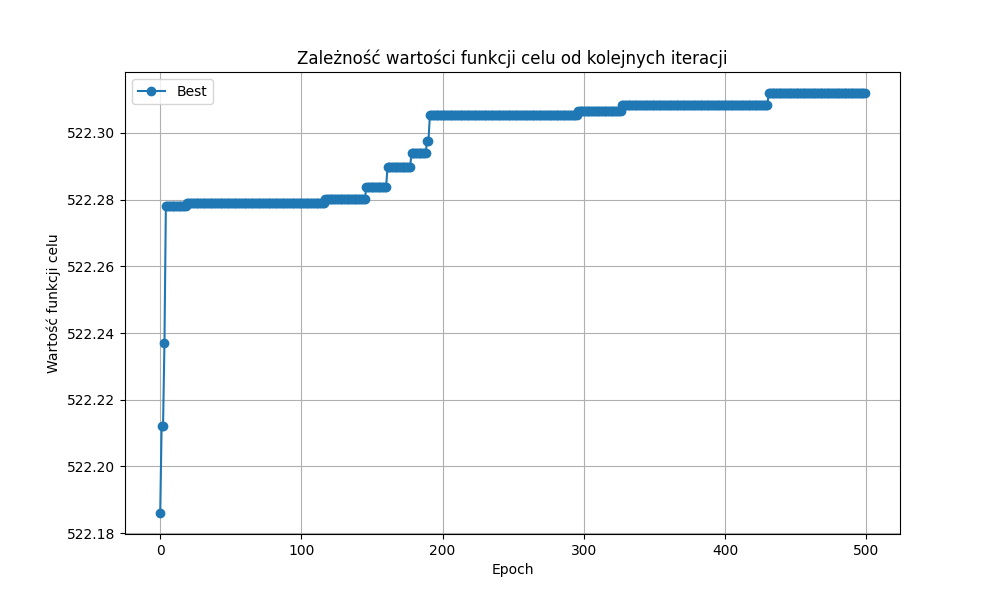 Zależność wartości funkcji celu od kolejnych iteracji
Best
522.30
522.28
522.26
522.24
522.22
522.20
522.18
Wartość funkcji celu
0 100 200 300 400 500
Epoch